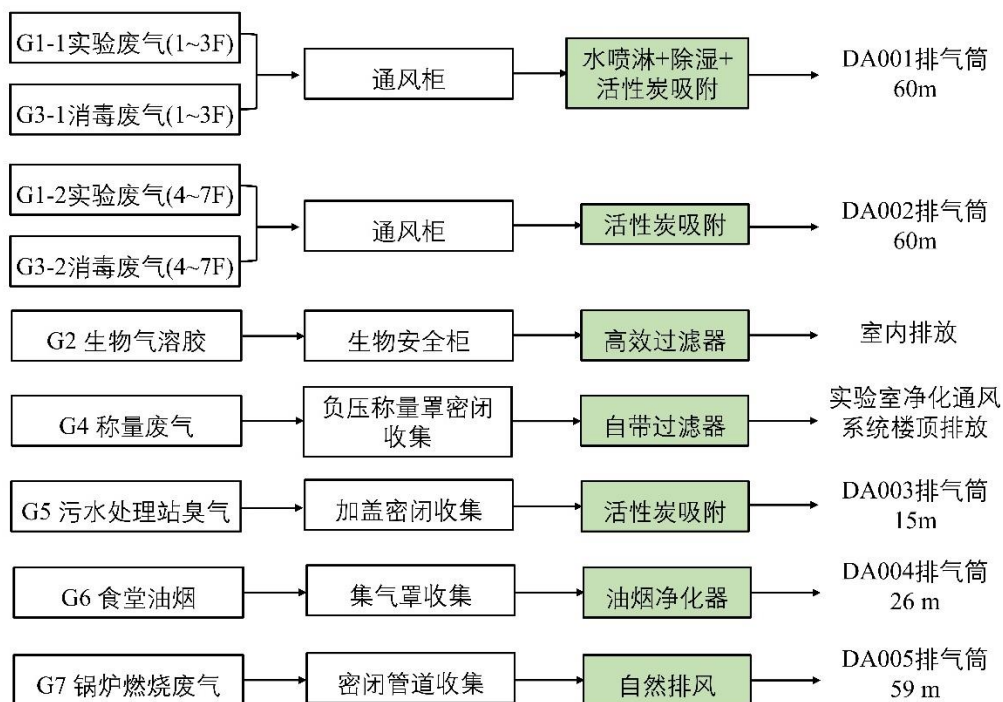 G1-1实验废气(1~3F)
G3-1消毒废气(1~3F)
通风柜
水喷淋+除湿+
活性炭吸附
DA001排气筒
60m
G1-2实验废气(4~7F)
G3-2消毒废气(4~7F)
通风柜
活性炭吸附
DA002排气筒
60m
G2 生物气溶胶
生物安全柜
高效过滤器
室内排放
G4 称量废气
负压称量罩密闭
收集
自带过滤器
实验室净化通风
系统楼顶排放
G5 污水处理站臭气
加盖密闭收集
活性炭吸附
DA003排气筒
15m
G6 食堂油烟
集气罩收集
油烟净化器
DA004排气筒
26 m
G7 锅炉燃烧废气
密闭管道收集
自然排风
DA005排气筒
59 m